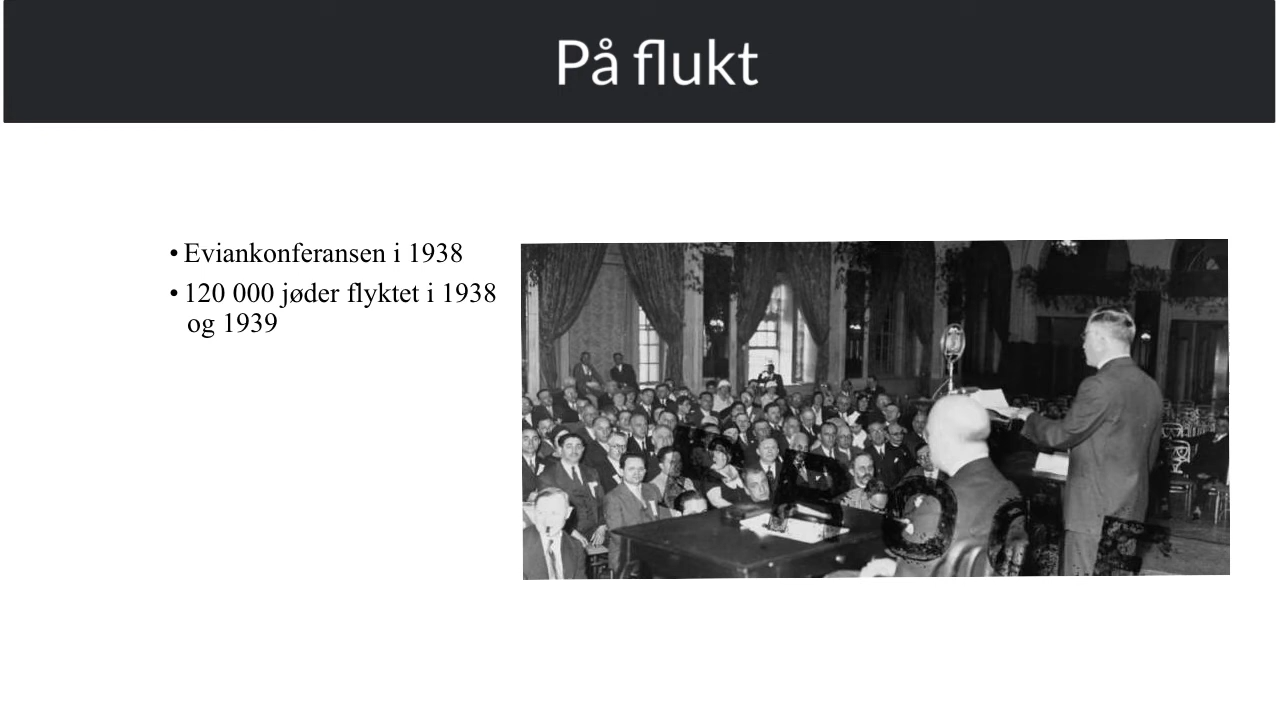 På flukt
• Eviankonferansen i 1938
• 120 000 jøder flyktet i 1938
og 1939